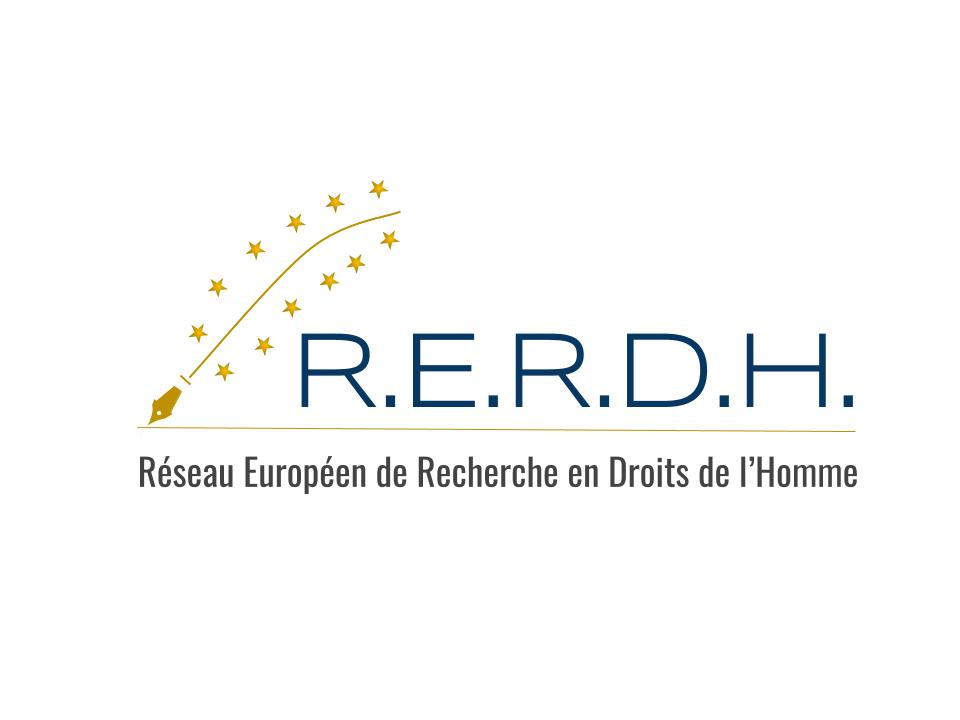 R.E.R.D.H.
Réseau Européen de Recherche en Droits de l’Homme